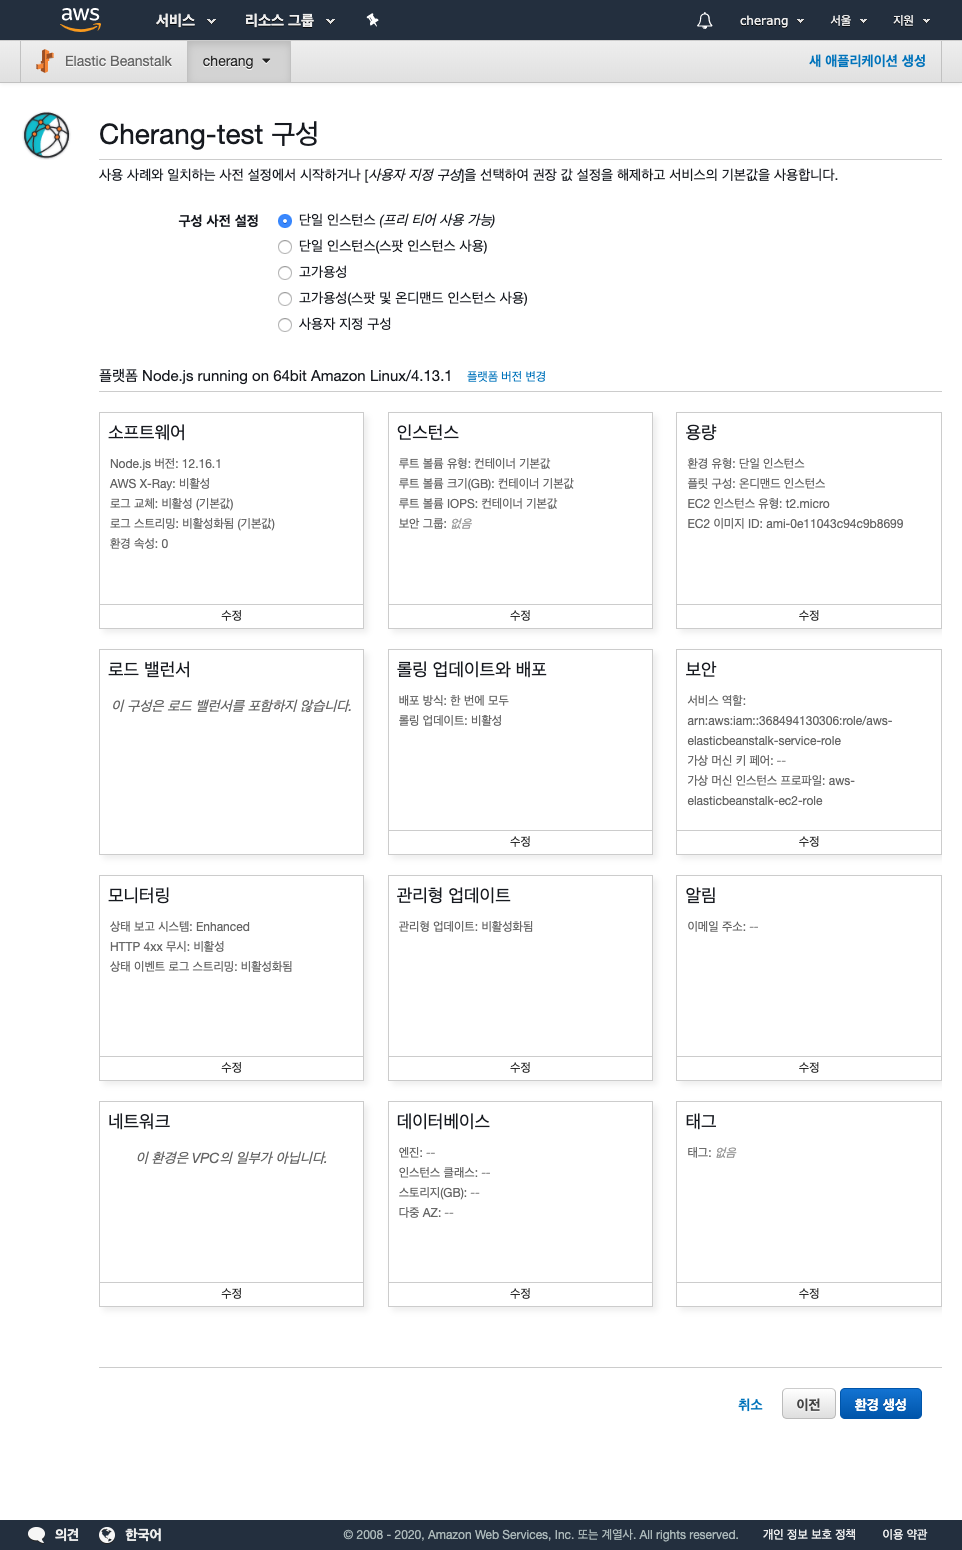 aws 서비스 리소스 그룹 cherang 서울 지원
Elastic Beanstalk cherang 새 애플리케이션 생성
Cherang-test 구성
사용 사례와 일치하는 사전 설정에서 시작하거나 [사용자 지정 구성]을 선택하여 권장 값 설정을 해제하고 서비스의 기본값을 사용합니다.
구성 사전 설정 단일 인스턴스 (프리 티어 사용 가능)
단일 인스턴스(스팟 인스턴스 사용)
고가용성
고가용성(스팟 및 온디맨드 인스턴스 사용)
사용자 지정 구성
플랫폼 Node.js running on 64bit Amazon Linux/4.13.1 플랫폼 버전 변경
소프트웨어
Node.js 버전: 12.16.1
AWS X-Ray: 비활성
로그 교체: 비활성 (기본값)
로그 스트리밍: 비활성화됨 (기본값)
환경 속성: 0
수정
인스턴스
루트 볼륨 유형: 컨테이너 기본값
루트 볼륨 크기(GB): 컨테이너 기본값
루트 볼륨 IOPS: 컨테이너 기본값
보안 그룹: 없음
수정
용량
환경 유형: 단일 인스턴스
플릿 구성: 온디맨드 인스턴스
EC2 인스턴스 유형: t2.micro
EC2 이미지 ID: ami-0e11043c94c9b8699
수정
로드 밸런서
이 구성은 로드 밸런서를 포함하지 않습니다.
롤링 업데이트와 배포
배포 방식: 한 번에 모두
롤링 업데이트: 비활성
수정
보안
서비스 역할:
arn:aws:iam::368494130306:role/aws-
elasticbeanstalk-service-role
가상 머신 키 페어: --
가상 머신 인스턴스 프로파일: aws-
elasticbeanstalk-ec2-role
수정
모니터링
상태 보고 시스템: Enhanced
HTTP 4xx 무시: 비활성
상태 이벤트 로그 스트리밍: 비활성화됨
수정
관리형 업데이트
관리형 업데이트: 비활성화됨
수정
알림
이메일 주소: --
수정
네트워크
이 환경은 VPC의 일부가 아닙니다.
수정
데이터베이스
엔진: --
인스턴스 클래스: --
스토리지(GB): --
다중 AZ: --
수정
태그
태그: 없음
수정
취소 이전 환경 생성
의견 한국어 © 2008 - 2020, Amazon Web Services, Inc. 또는 계열사. All rights reserved. 개인 정보 보호 정책 이용 약관